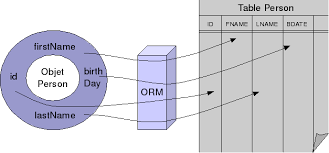 Table Person
ID FNAME LNAME BDATE
firstName
id
Objet
Person
birth
Day
lastName
ORM